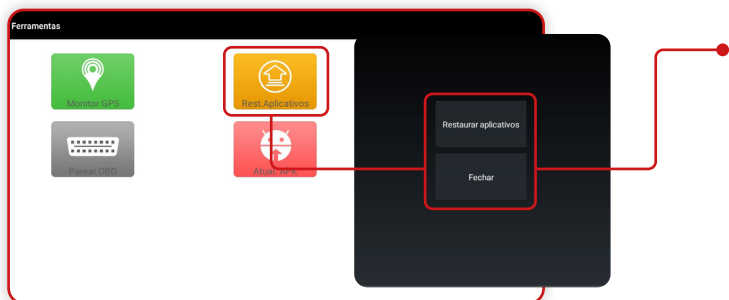 Ferramentas
Monitor GPS
Rest.Aplicativos
Parear OBD
Atual. APK
Restaurar aplicativos
Fechar